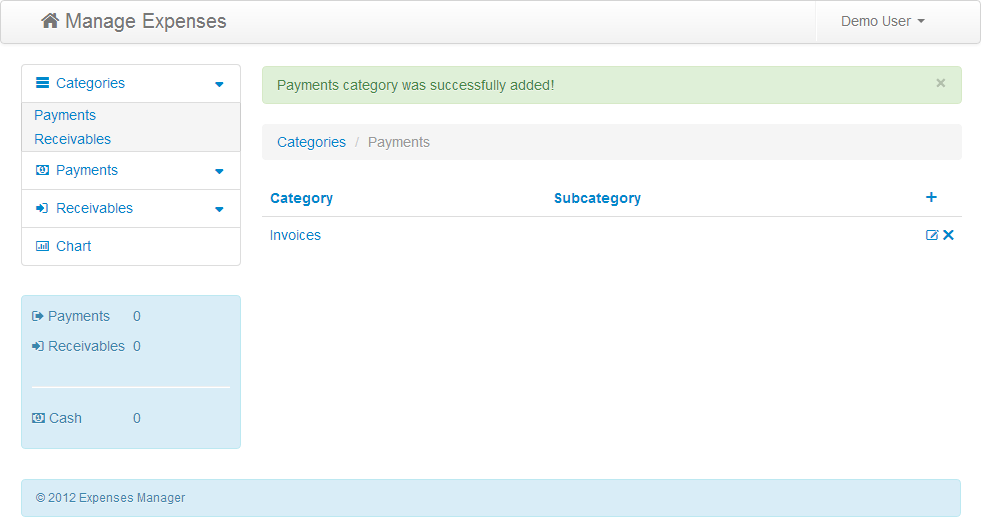 Manage Expenses
Demo User
Categories
Payments
Receivables
Payments
Receivables
Chart
Payments 0
Receivables 0
Cash 0
Payments category was successfully added! ×
Categories / Payments
Category Subcategory +
Invoices
© 2012 Expenses Manager